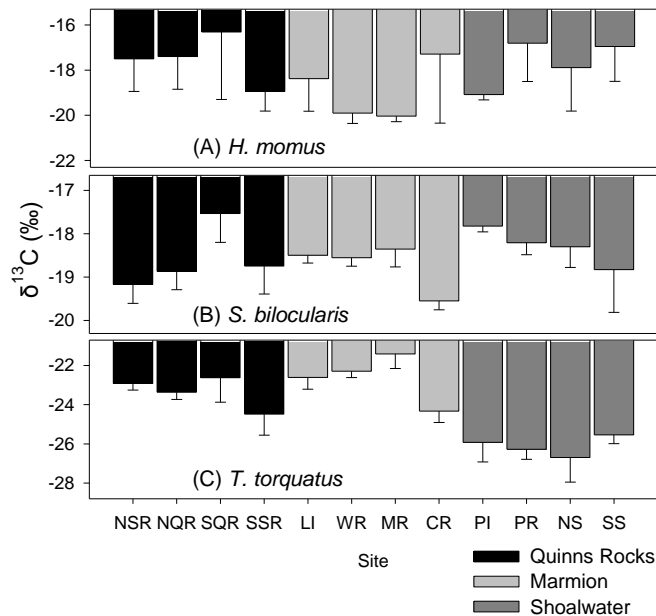 -16
-18
-20
-22
(A) H. momus
-17
-18
-19
-20
(B) S. bilocularis
δ¹³C (‰)
-22
-24
-26
-28
(C) T. torquatus
NSR NQR SQR SSR LI WR MR CR PI PR NS SS
Site
Quinns Rocks
Marmion
Shoalwater